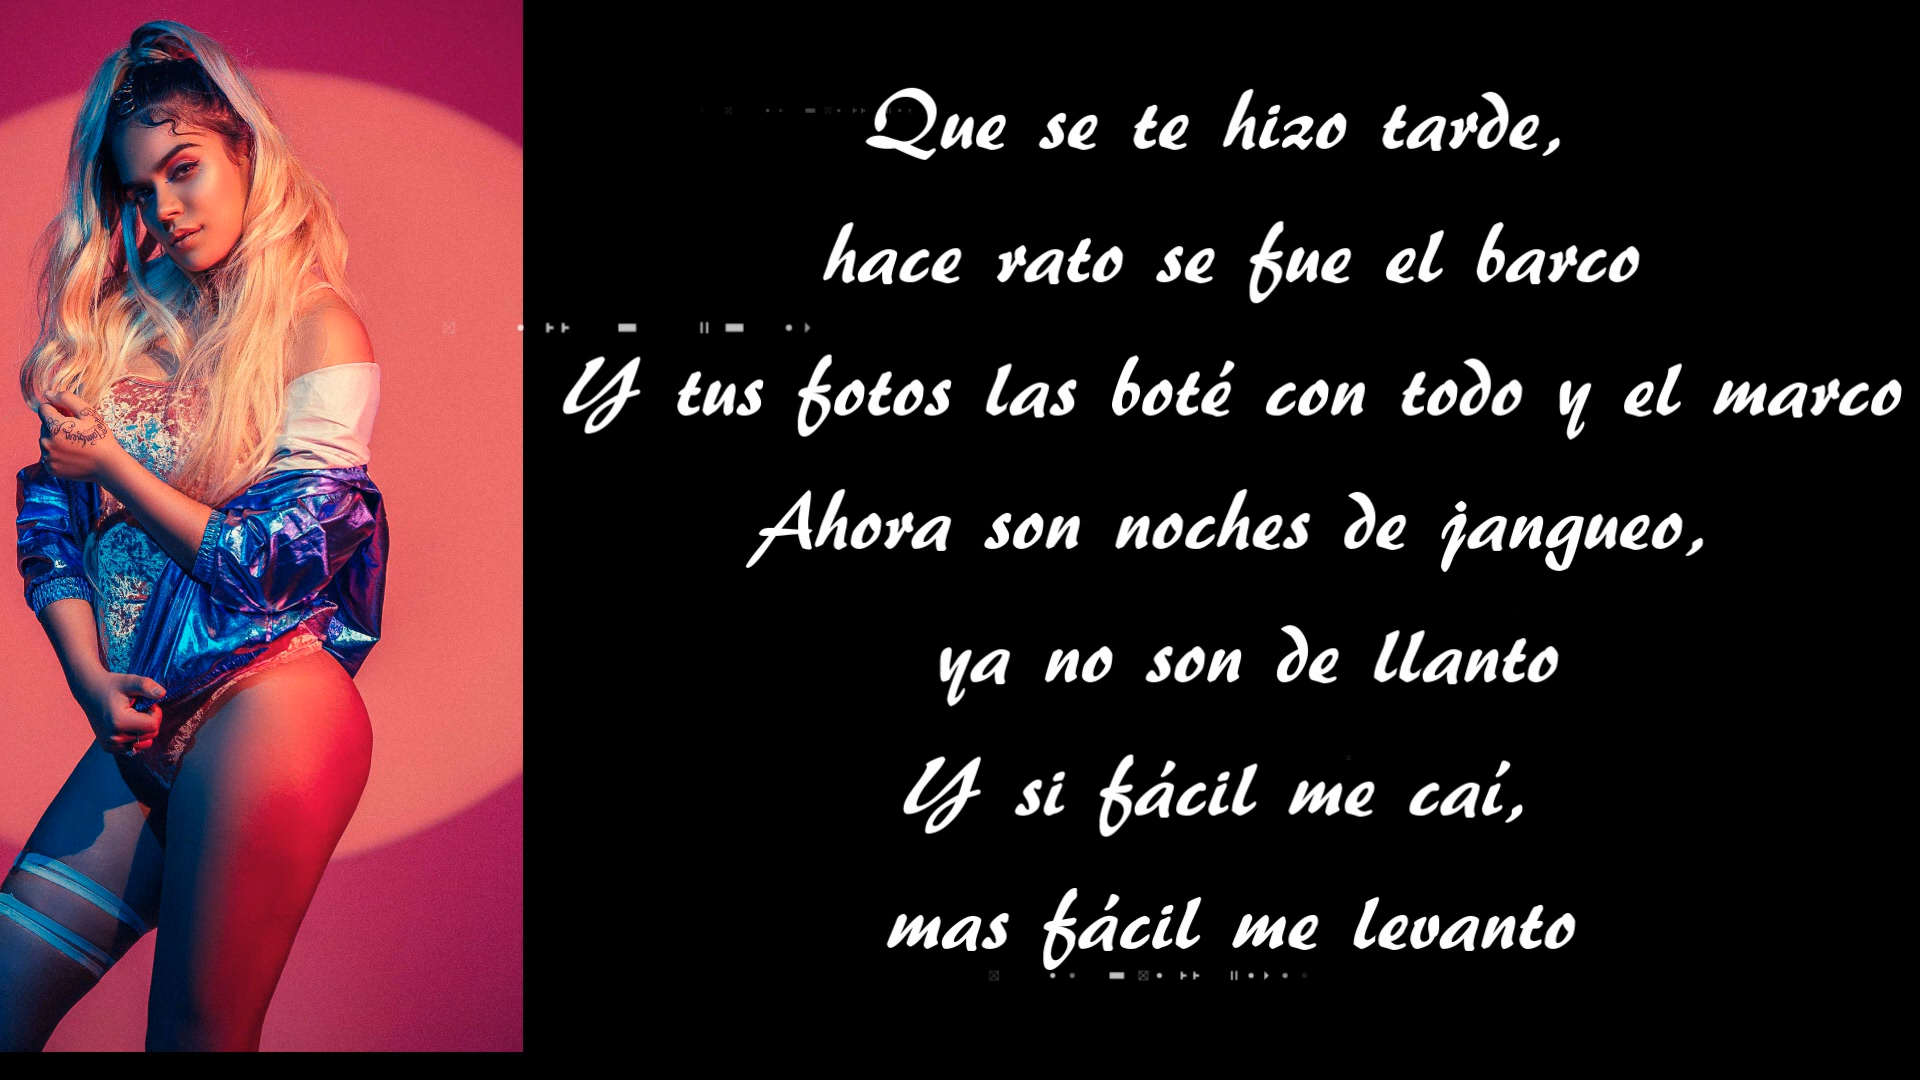 Que se te hizo tarde,
hace rato se fue el barco
Y tus fotos las boté con todo y el marco
Ahora son noches de jangueo,
ya no son de llanto
Y si fácil me caí,
mas fácil me levanto